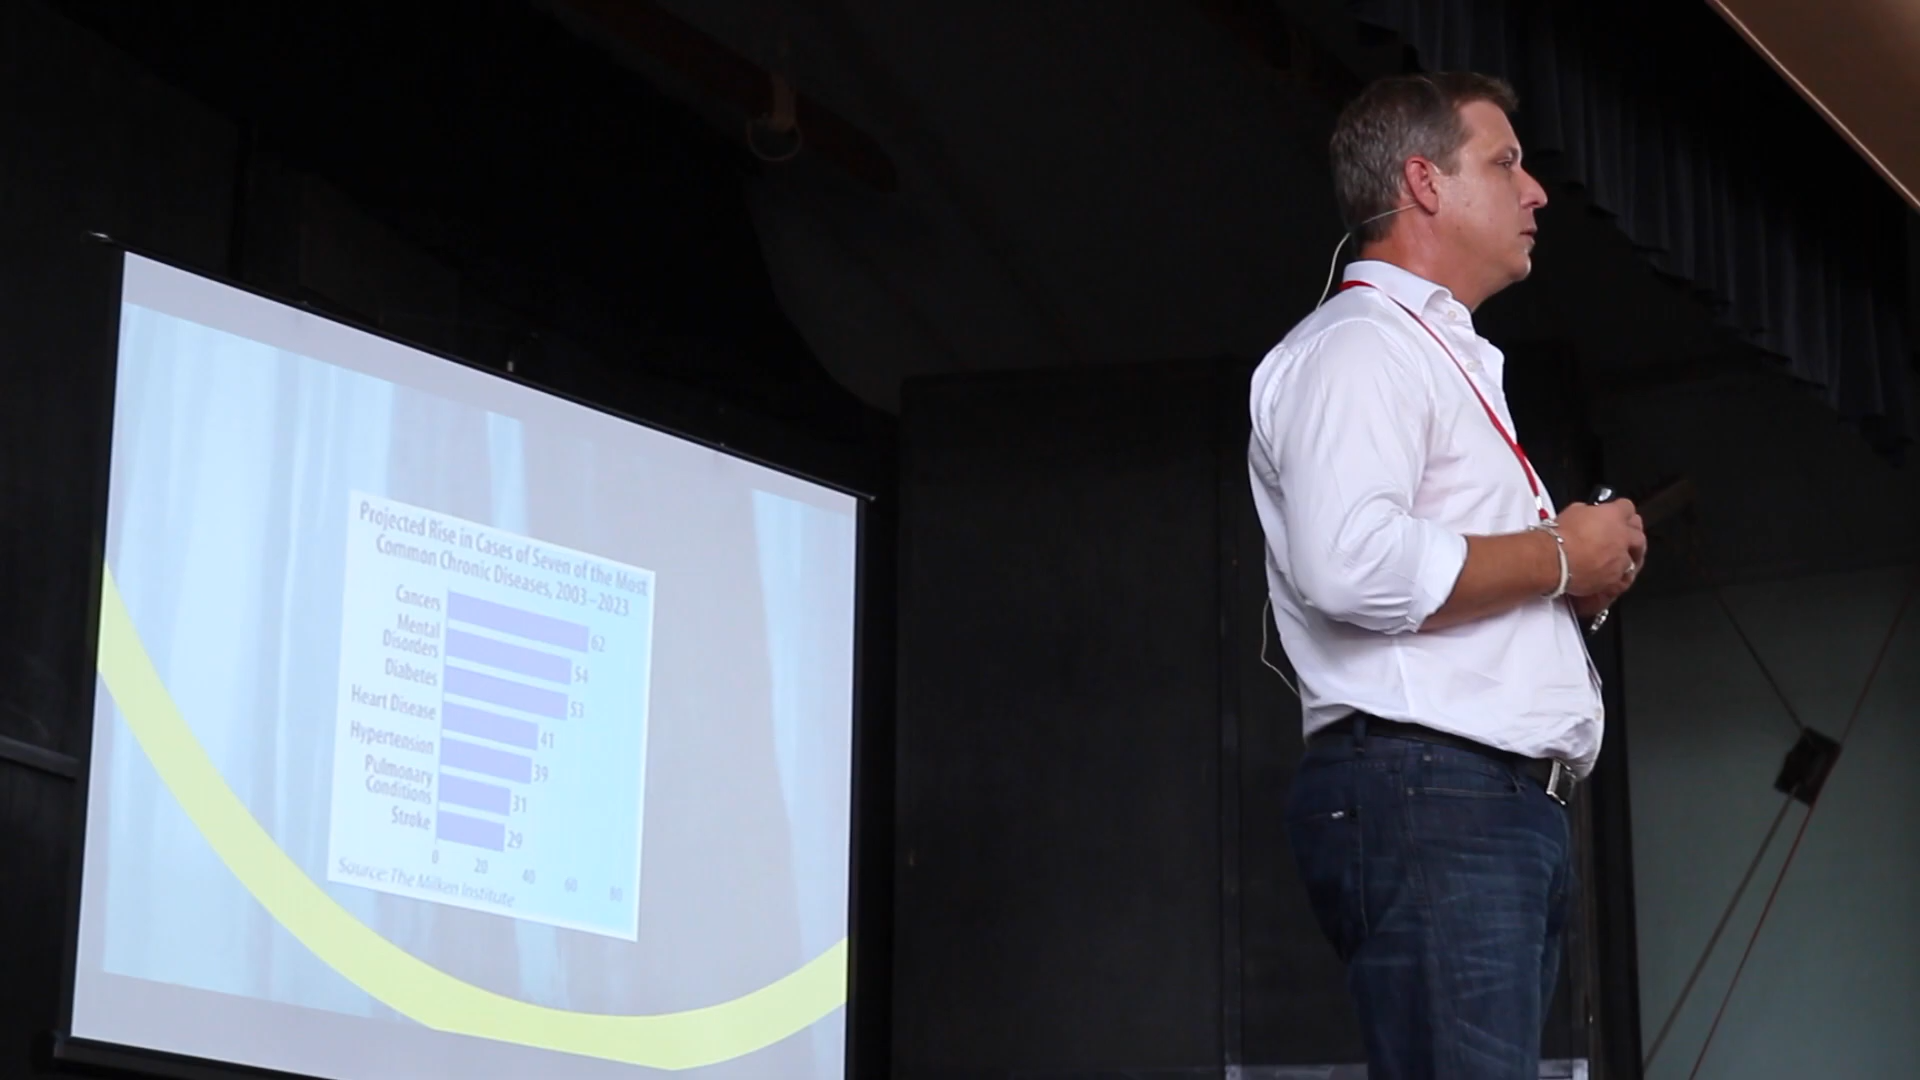 Projected Rise in Cases of Seven of the Most
Common Chronic Diseases, 2003–2023
Cancers
62
Mental
Disorders
54
Diabetes
53
Heart Disease
41
Hypertension
39
Pulmonary
Conditions
31
Stroke
29
0 20 40 60 80
Source: The Milken Institute